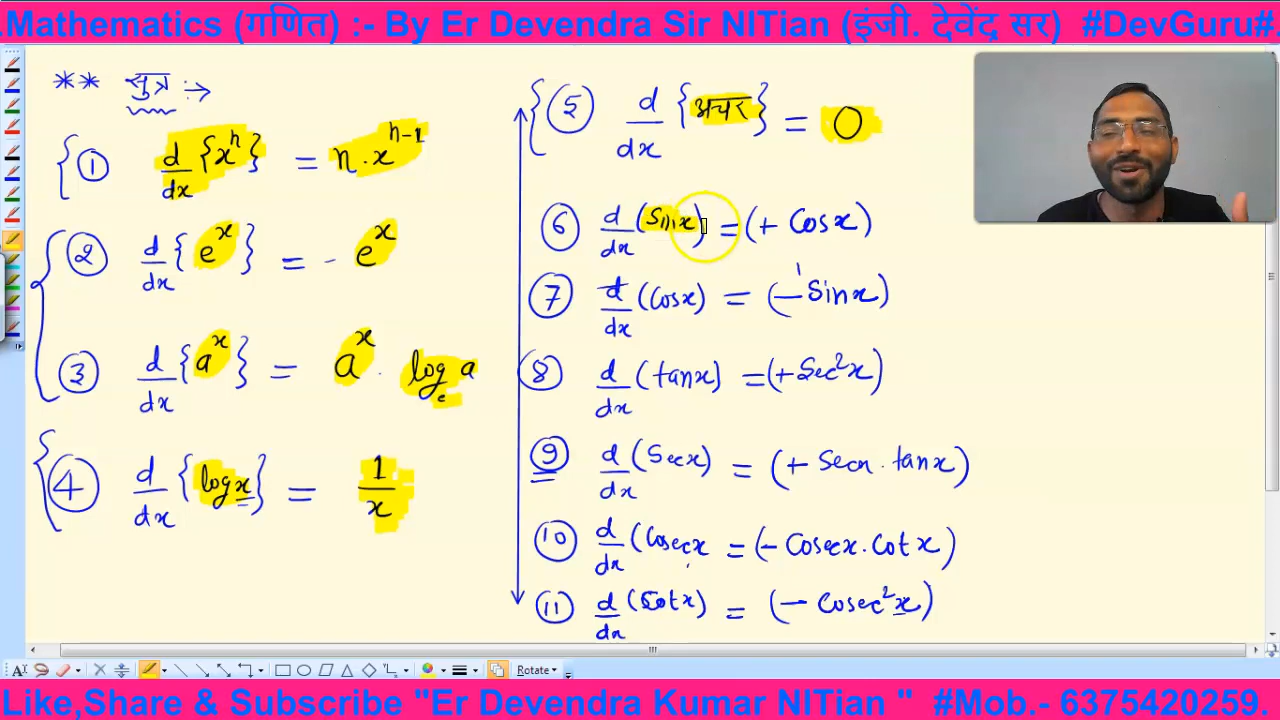 .Mathematics (गणित) :- By Er Devendra Sir NITian (इंजी. देवेंद्र सर) #DevGuru#.
** सुत्र :→
① d/dx {xⁿ} = n·xⁿ⁻¹
② d/dx {eˣ} = - eˣ
③ d/dx {aˣ} = aˣ · logₑ a
④ d/dx {log x} = 1/x
⑤ d/dx {अचर} = 0
⑥ d/dx (Sinx) = (+ Cosx)
⑦ d/dx (Cosx) = (- Sinx)
⑧ d/dx (tanx) = (+ Sec²x)
⑨ d/dx (Secx) = (+ Secx · tanx)
⑩ d/dx (Cosecx = (- Cosecx · Cotx)
⑪ d/dx (Cotx) = (- Cosec²x)
Rotate
Like,Share & Subscribe "Er Devendra Kumar NITian " #Mob.- 6375420259.